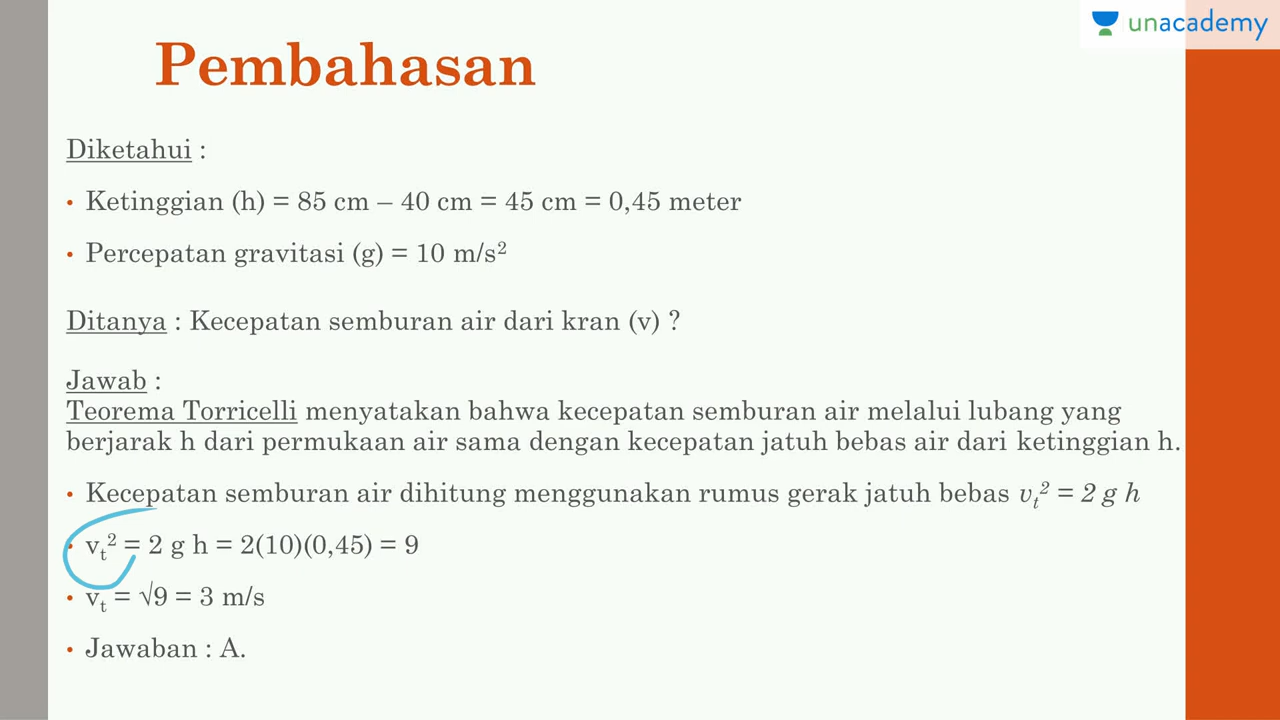 unacademy
Pembahasan
Diketahui :
• Ketinggian (h) = 85 cm – 40 cm = 45 cm = 0,45 meter
• Percepatan gravitasi (g) = 10 m/s²
Ditanya : Kecepatan semburan air dari kran (v) ?
Jawab :
Teorema Torricelli menyatakan bahwa kecepatan semburan air melalui lubang yang
berjarak h dari permukaan air sama dengan kecepatan jatuh bebas air dari ketinggian h.
• Kecepatan semburan air dihitung menggunakan rumus gerak jatuh bebas vₜ² = 2 g h
• vₜ² = 2 g h = 2(10)(0,45) = 9
• vₜ = √9 = 3 m/s
• Jawaban : A.